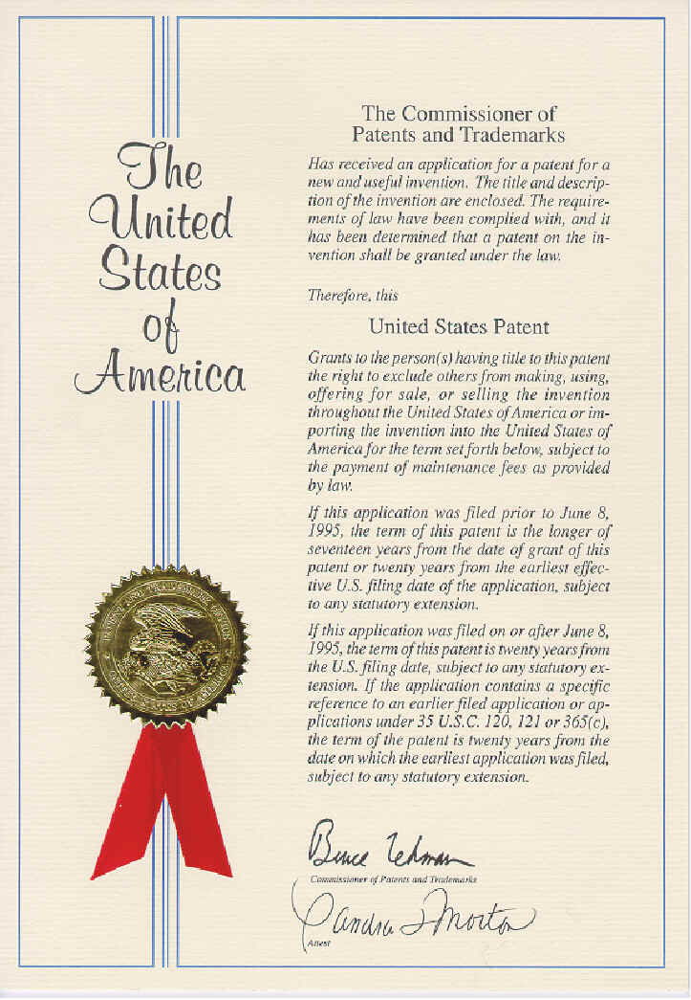 The
United
States
of
America
The Commissioner of
Patents and Trademarks
Has received an application for a patent for a
new and useful invention. The title and descrip-
tion of the invention are enclosed. The require-
ments of law have been complied with, and it
has been determined that a patent on the in-
vention shall be granted under the law.
Therefore, this
United States Patent
Grants to the person(s) having title to this patent
the right to exclude others from making, using,
offering for sale, or selling the invention
throughout the United States of America or im-
porting the invention into the United States of
America for the term set forth below, subject to
the payment of maintenance fees as provided
by law.
If this application was filed prior to June 8,
1995, the term of this patent is the longer of
seventeen years from the date of grant of this
patent or twenty years from the earliest effec-
tive U.S. filing date of the application, subject
to any statutory extension.
If this application was filed on or after June 8,
1995, the term of this patent is twenty years from
the U.S. filing date, subject to any statutory ex-
tension. If the application contains a specific
reference to an earlier filed application or ap-
plications under 35 U.S.C. 120, 121 or 365(c),
the term of the patent is twenty years from the
date on which the earliest application was filed,
subject to any statutory extension.
Bruce Lehman
Commissioner of Patents and Trademarks
Morton
Attest
PATENT AND TRADEMARK OFFICE
UNITED STATES OF AMERICA